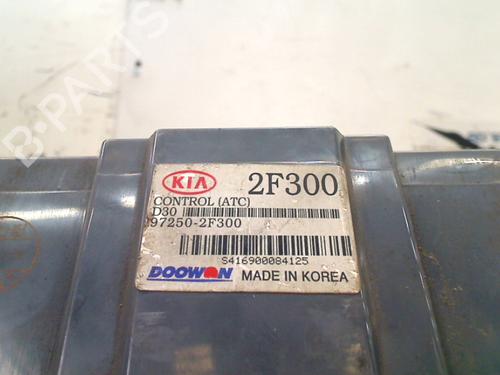 B-PARTS
KIA 2F300
CONTROL (ATC)
D30
97250-2F300
S416900084125
DOOWON MADE IN KOREA